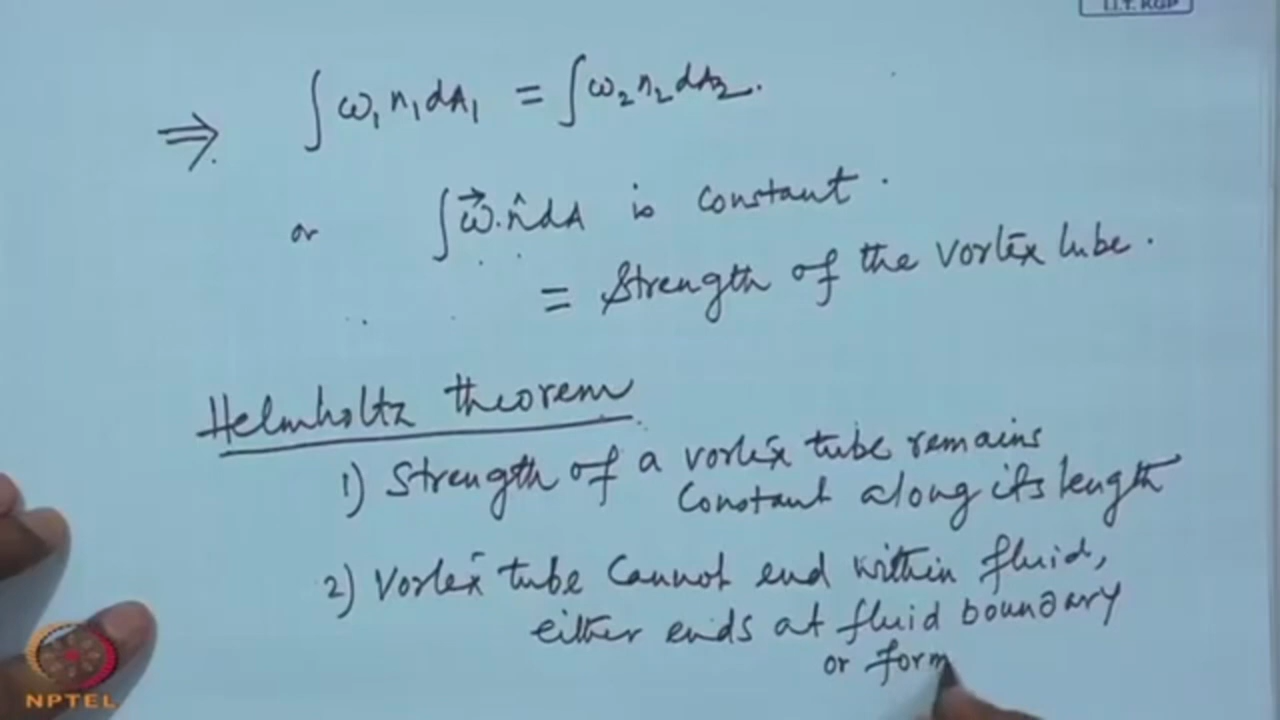 I.I.T. KGP
⇒ ∫ω₁n₁dA₁ = ∫ω₂n₂dA₂.
or ∫ω⃗.n̂dA is constant.
= Strength of the vortex tube.
Helmholtz theorem
1) Strength of a vortex tube remains
constant along its length
2) Vortex tube cannot end within fluid,
either ends at fluid boundary
or form
NPTEL